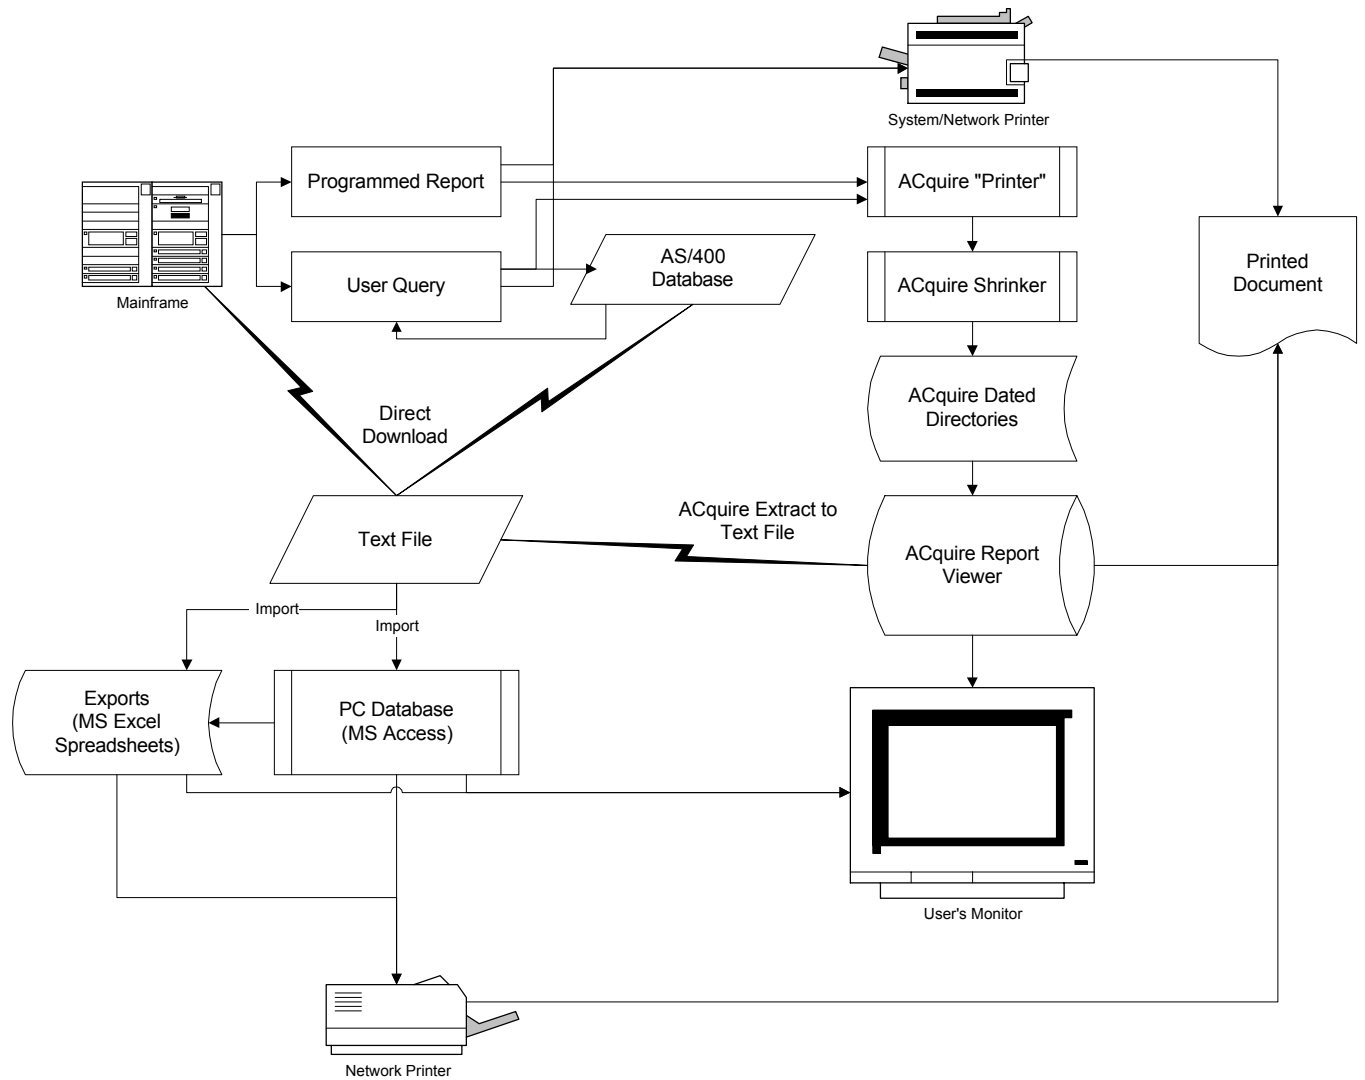 System/Network Printer
Programmed Report
ACquire "Printer"
Mainframe
User Query
AS/400
Database
ACquire Shrinker
Printed
Document
Direct
Download
ACquire Dated
Directories
Text File
ACquire Extract to
Text File
ACquire Report
Viewer
Import
Import
Exports
(MS Excel
Spreadsheets)
PC Database
(MS Access)
User's Monitor
Network Printer